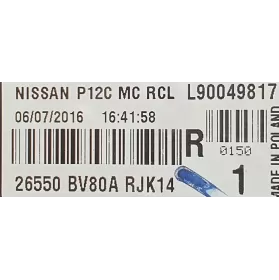 NISSAN P12C MC RCL L90049817
06/07/2016 16:41:58
R
0150
26550 BV80A RJK14
1
MADE IN POLAND